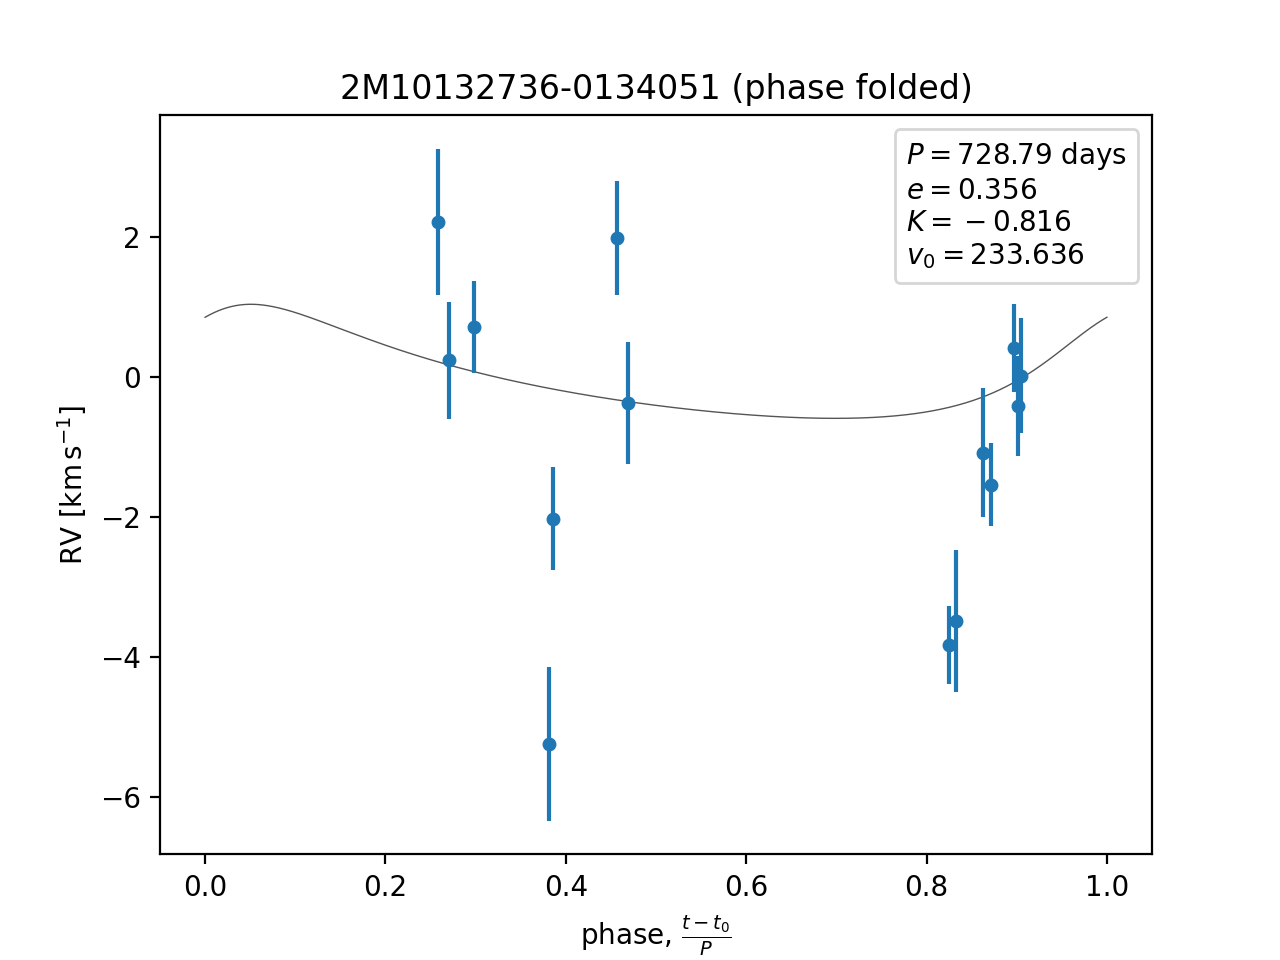 2M10132736-0134051 (phase folded)
P = 728.79 days
e = 0.356
K = −0.816
v₀ = 233.636
RV [km s⁻¹]
2
0
−2
−4
−6
0.0 0.2 0.4 0.6 0.8 1.0
phase, (t − t₀)/P